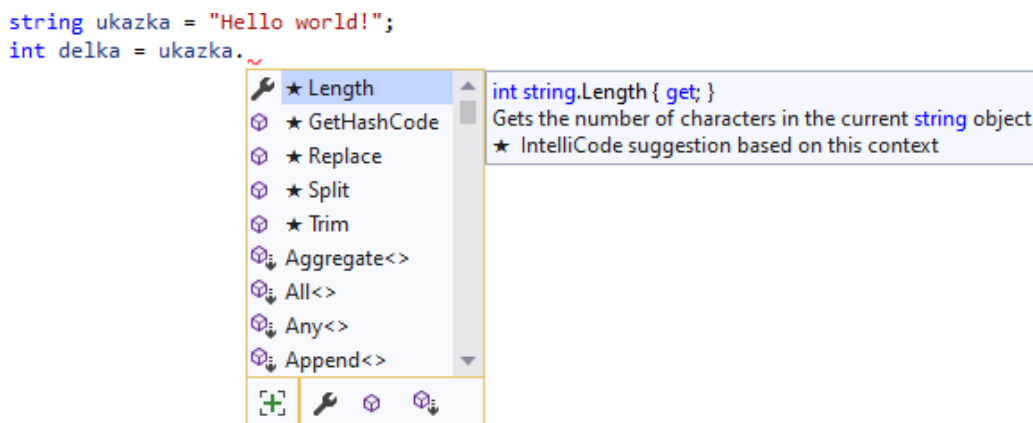 string ukazka = "Hello world!";
int delka = ukazka.
★ Length
★ GetHashCode
★ Replace
★ Split
★ Trim
Aggregate<>
All<>
Any<>
Append<>
int string.Length { get; }
Gets the number of characters in the current string object
★ IntelliCode suggestion based on this context